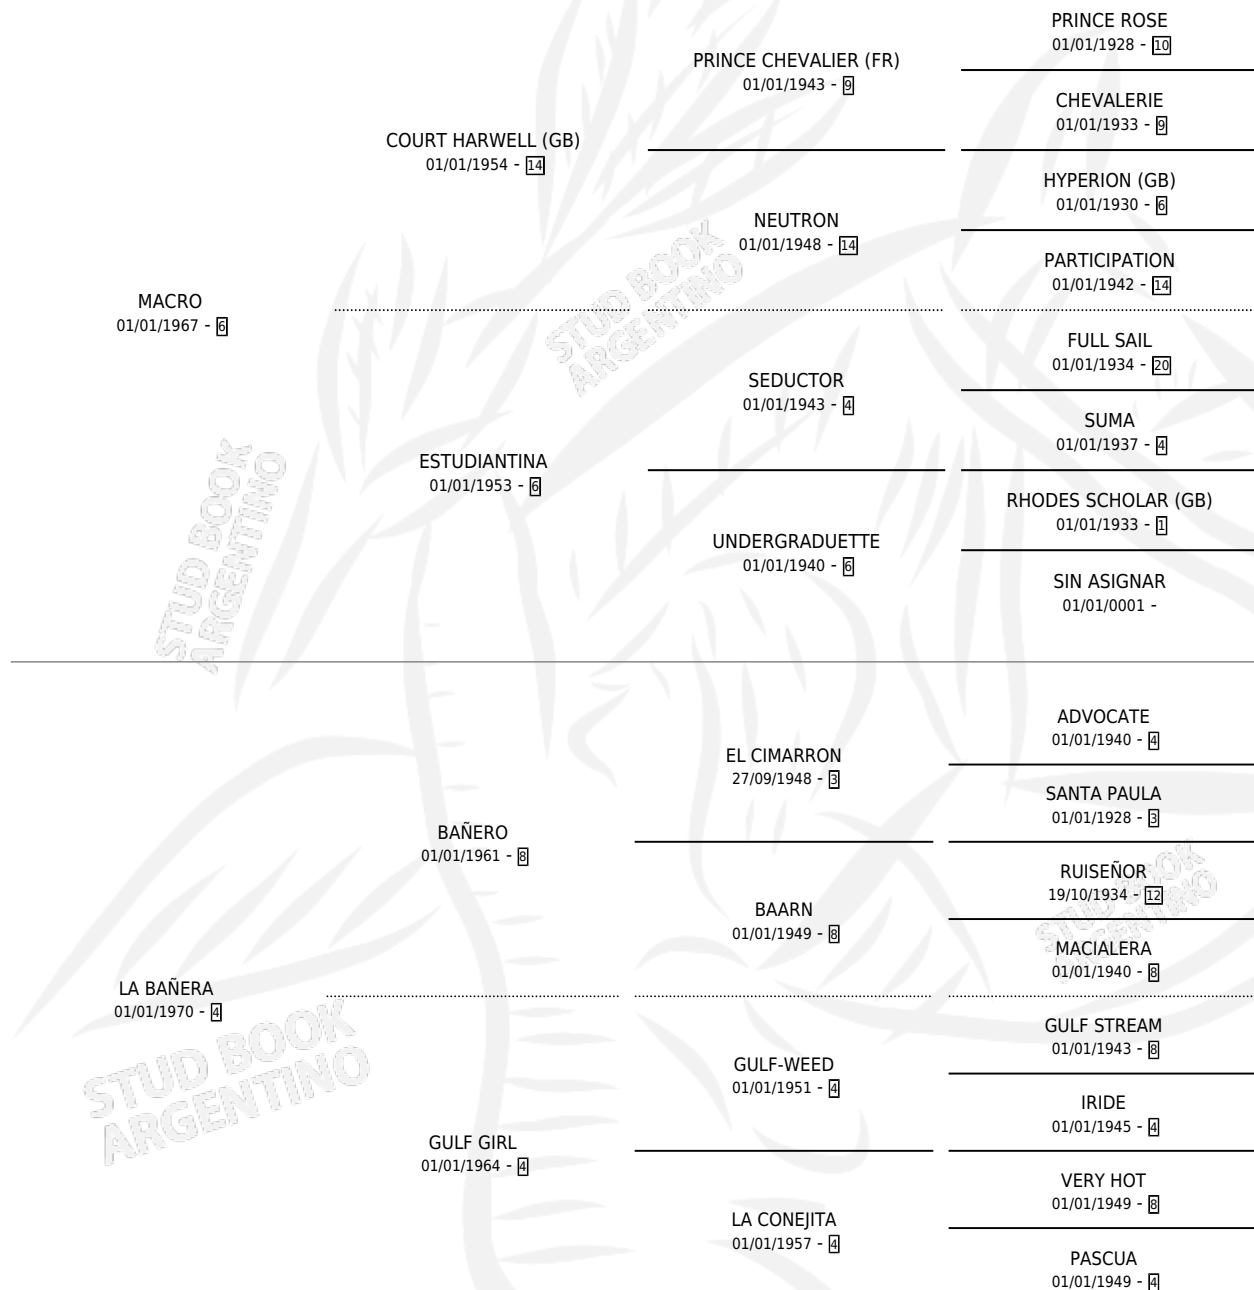 PRINCE ROSE
01/01/1928 - 10
PRINCE CHEVALIER (FR)
01/01/1943 - 9
CHEVALERIE
01/01/1933 - 9
COURT HARWELL (GB)
01/01/1954 - 14
HYPERION (GB)
01/01/1930 - 6
NEUTRON
01/01/1948 - 14
PARTICIPATION
01/01/1942 - 14
MACRO
01/01/1967 - 6
FULL SAIL
01/01/1934 - 20
SEDUCTOR
01/01/1943 - 4
SUMA
01/01/1937 - 4
ESTUDIANTINA
01/01/1953 - 6
RHODES SCHOLAR (GB)
01/01/1933 - 1
UNDERGRADUETTE
01/01/1940 - 6
SIN ASIGNAR
01/01/0001 -
ADVOCATE
01/01/1940 - 4
EL CIMARRON
27/09/1948 - 3
SANTA PAULA
01/01/1928 - 3
BAÑERO
01/01/1961 - 8
RUISEÑOR
19/10/1934 - 12
BAARN
01/01/1949 - 8
MACIALERA
01/01/1940 - 8
LA BAÑERA
01/01/1970 - 4
GULF STREAM
01/01/1943 - 8
GULF-WEED
01/01/1951 - 4
IRIDE
01/01/1945 - 4
GULF GIRL
01/01/1964 - 4
VERY HOT
01/01/1949 - 8
LA CONEJITA
01/01/1957 - 4
PASCUA
01/01/1949 - 4
STUD BOOK
ARGENTINO
STUD BOOK
ARGENTINO
STUD BOOK
ARGENTINO
STUD BOOK
ARGENTINO